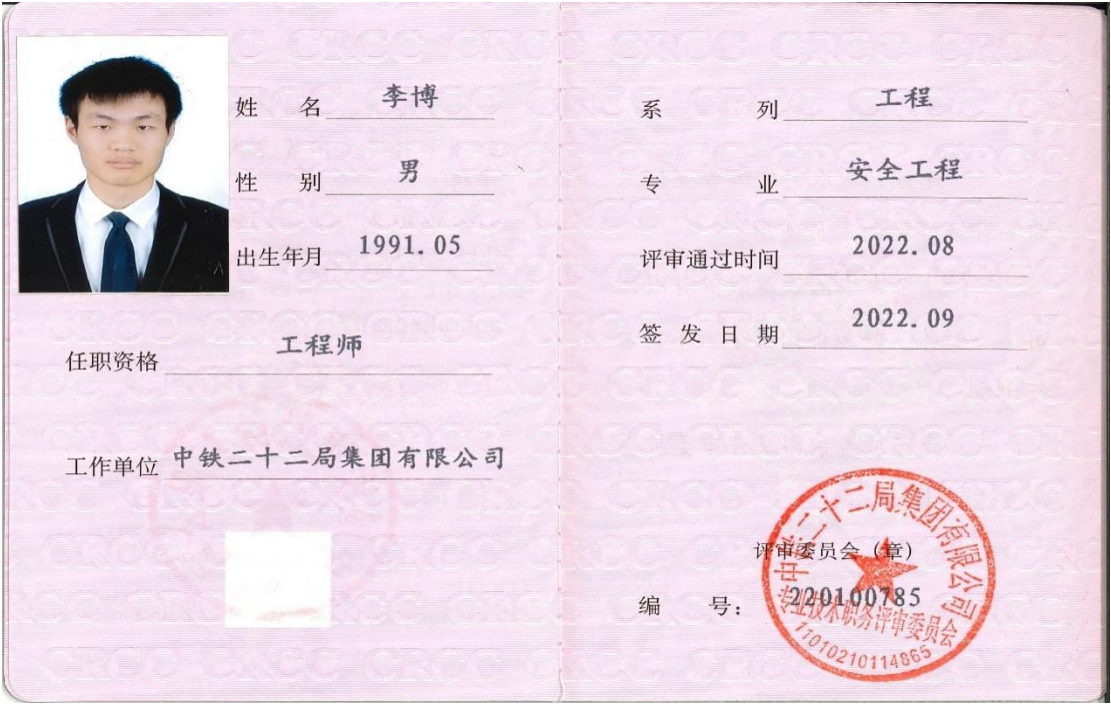 姓名 李博
性别 男
出生年月 1991.05
任职资格 工程师
工作单位 中铁二十二局集团有限公司
系列 工程
专业 安全工程
评审通过时间 2022.08
签发日期 2022.09
评审委员会（章）
编号： 220100785
中铁二十二局集团有限公司
专业技术职务评审委员会
11010210114865
CRCC